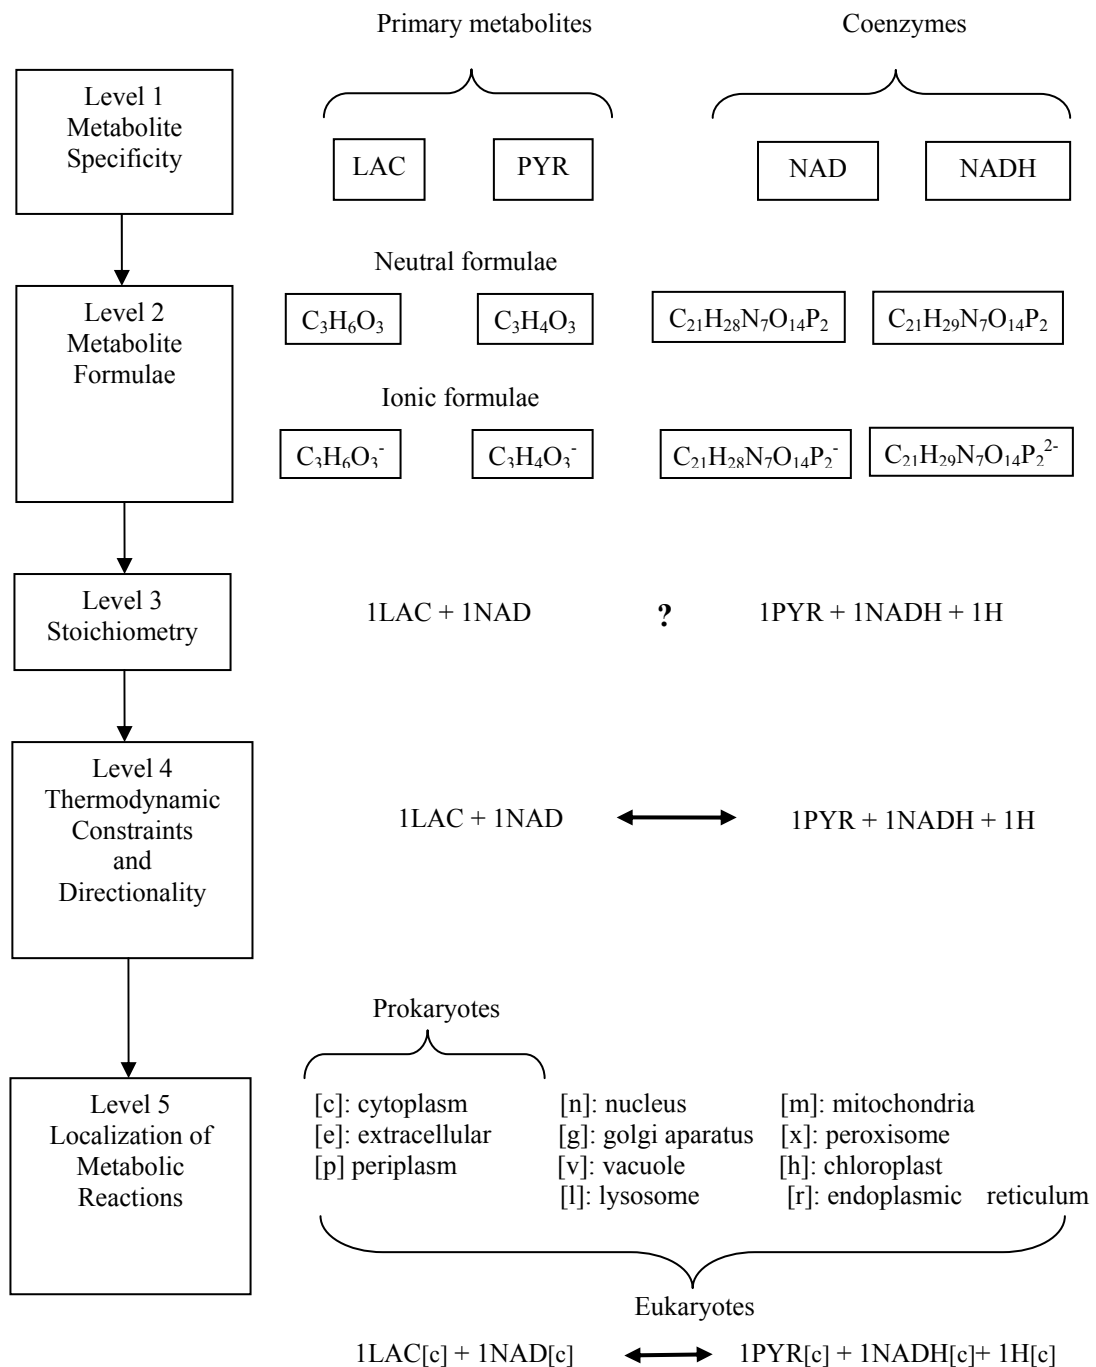 Primary metabolites
Coenzymes
Level 1
Metabolite
Specificity
LAC
PYR
NAD
NADH
Neutral formulae
Level 2
Metabolite
Formulae
C₃H₆O₃
C₃H₄O₃
C₂₁H₂₈N₇O₁₄P₂
C₂₁H₂₉N₇O₁₄P₂
Ionic formulae
C₃H₆O₃⁻
C₃H₄O₃⁻
C₂₁H₂₈N₇O₁₄P₂⁻
C₂₁H₂₉N₇O₁₄P₂²⁻
Level 3
Stoichiometry
1LAC + 1NAD ? 1PYR + 1NADH + 1H
Level 4
Thermodynamic
Constraints
and
Directionality
1LAC + 1NAD 1PYR + 1NADH + 1H
Prokaryotes
Level 5
Localization of
Metabolic
Reactions
[c]: cytoplasm
[e]: extracellular
[p] periplasm
[n]: nucleus
[g]: golgi aparatus
[v]: vacuole
[l]: lysosome
[m]: mitochondria
[x]: peroxisome
[h]: chloroplast
[r]: endoplasmic reticulum
Eukaryotes
1LAC[c] + 1NAD[c] 1PYR[c] + 1NADH[c]+ 1H[c]